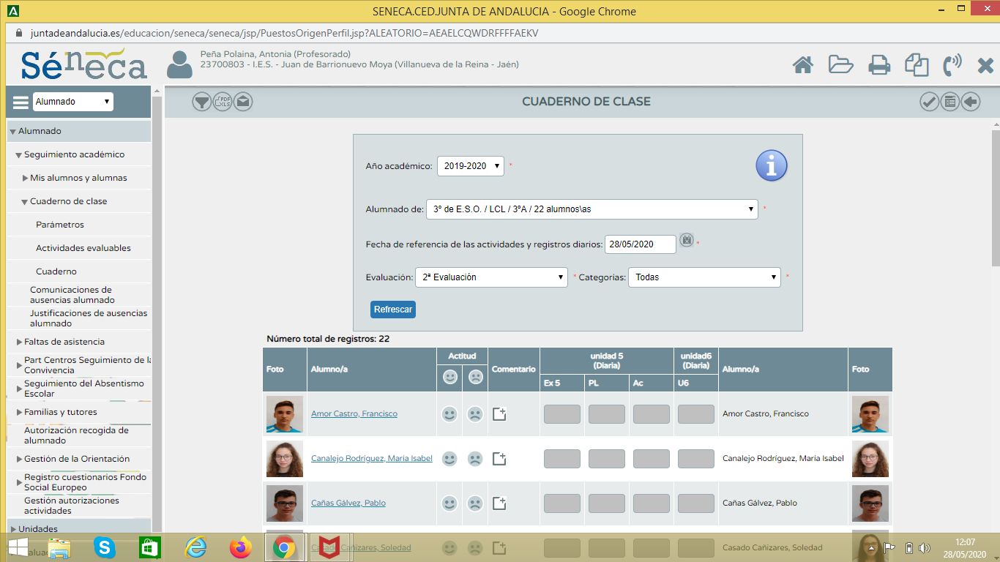 SENECA.CED.JUNTA DE ANDALUCIA - Google Chrome
juntadeandalucia.es/educacion/seneca/seneca/jsp/PuestosOrigenPerfil.jsp?ALEATORIO=AEAELCQWDRFFFFAEKV
Séneca
Peña Polaina, Antonia (Profesorado)
23700803 - I.E.S. - Juan de Barrionuevo Moya (Villanueva de la Reina - Jaén)
Alumnado
PDF
XLS
CUADERNO DE CLASE
Alumnado
Seguimiento académico
Mis alumnos y alumnas
Cuaderno de clase
Parámetros
Actividades evaluables
Cuaderno
Comunicaciones de
ausencias alumnado
Justificaciones de ausencias
alumnado
Faltas de asistencia
Part Centros Seguimiento de la
Convivencia
Seguimiento del Absentismo
Escolar
Familias y tutores
Autorización recogida de
alumnado
Gestión de la Orientación
Registro cuestionarios Fondo
Social Europeo
Gestión autorizaciones
actividades
Unidades
Año académico: 2019-2020 *
Alumnado de: 3º de E.S.O. / LCL / 3ºA / 22 alumnos\as *
Fecha de referencia de las actividades y registros diarios: 28/05/2020 *
Evaluación: 2ª Evaluación * Categorías: Todas *
Refrescar
Número total de registros: 22
Foto Alumno/a Actitud Comentario unidad 5 (Diaria) unidad6 (Diaria) Alumno/a Foto
Ex 5 PL Ac U6
Amor Castro, Francisco Amor Castro, Francisco
Canalejo Rodríguez, María Isabel Canalejo Rodríguez, María Isabel
Cañas Gálvez, Pablo Cañas Gálvez, Pablo
Casado Cañizares, Soledad Casado Cañizares, Soledad
12:07
28/05/2020